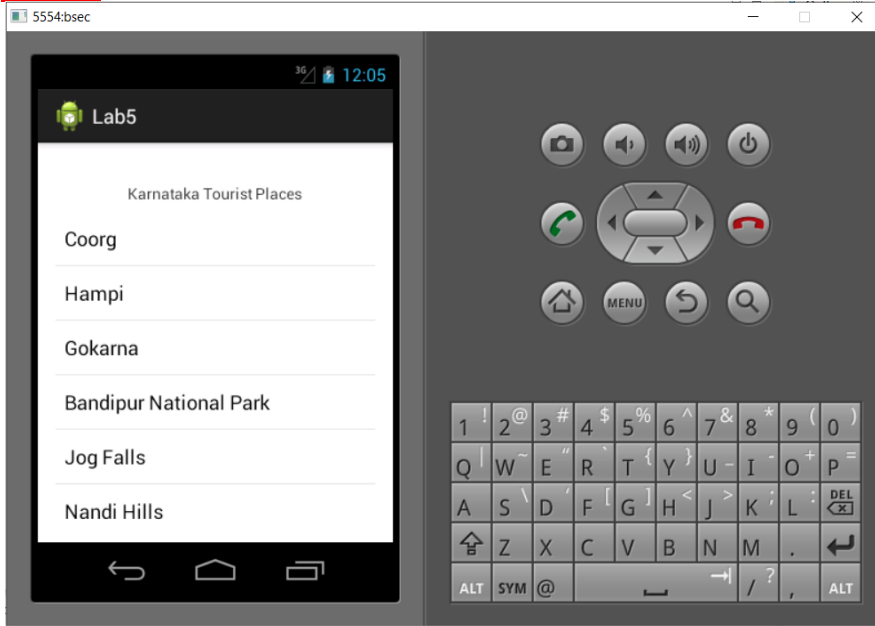 5554:bsec
3G 12:05
Lab5
Karnataka Tourist Places
Coorg
Hampi
Gokarna
Bandipur National Park
Jog Falls
Nandi Hills
MENU
1 ! 2 @ 3 # 4 $ 5 % 6 ^ 7 & 8 * 9 ( 0 )
Q | W ~ E “ R ` T { Y } U _ I - O + P =
A S \ D ‘ F [ G ] H < J > K ; L : DEL
Z X C V B N M .
ALT SYM @ / ? , ALT